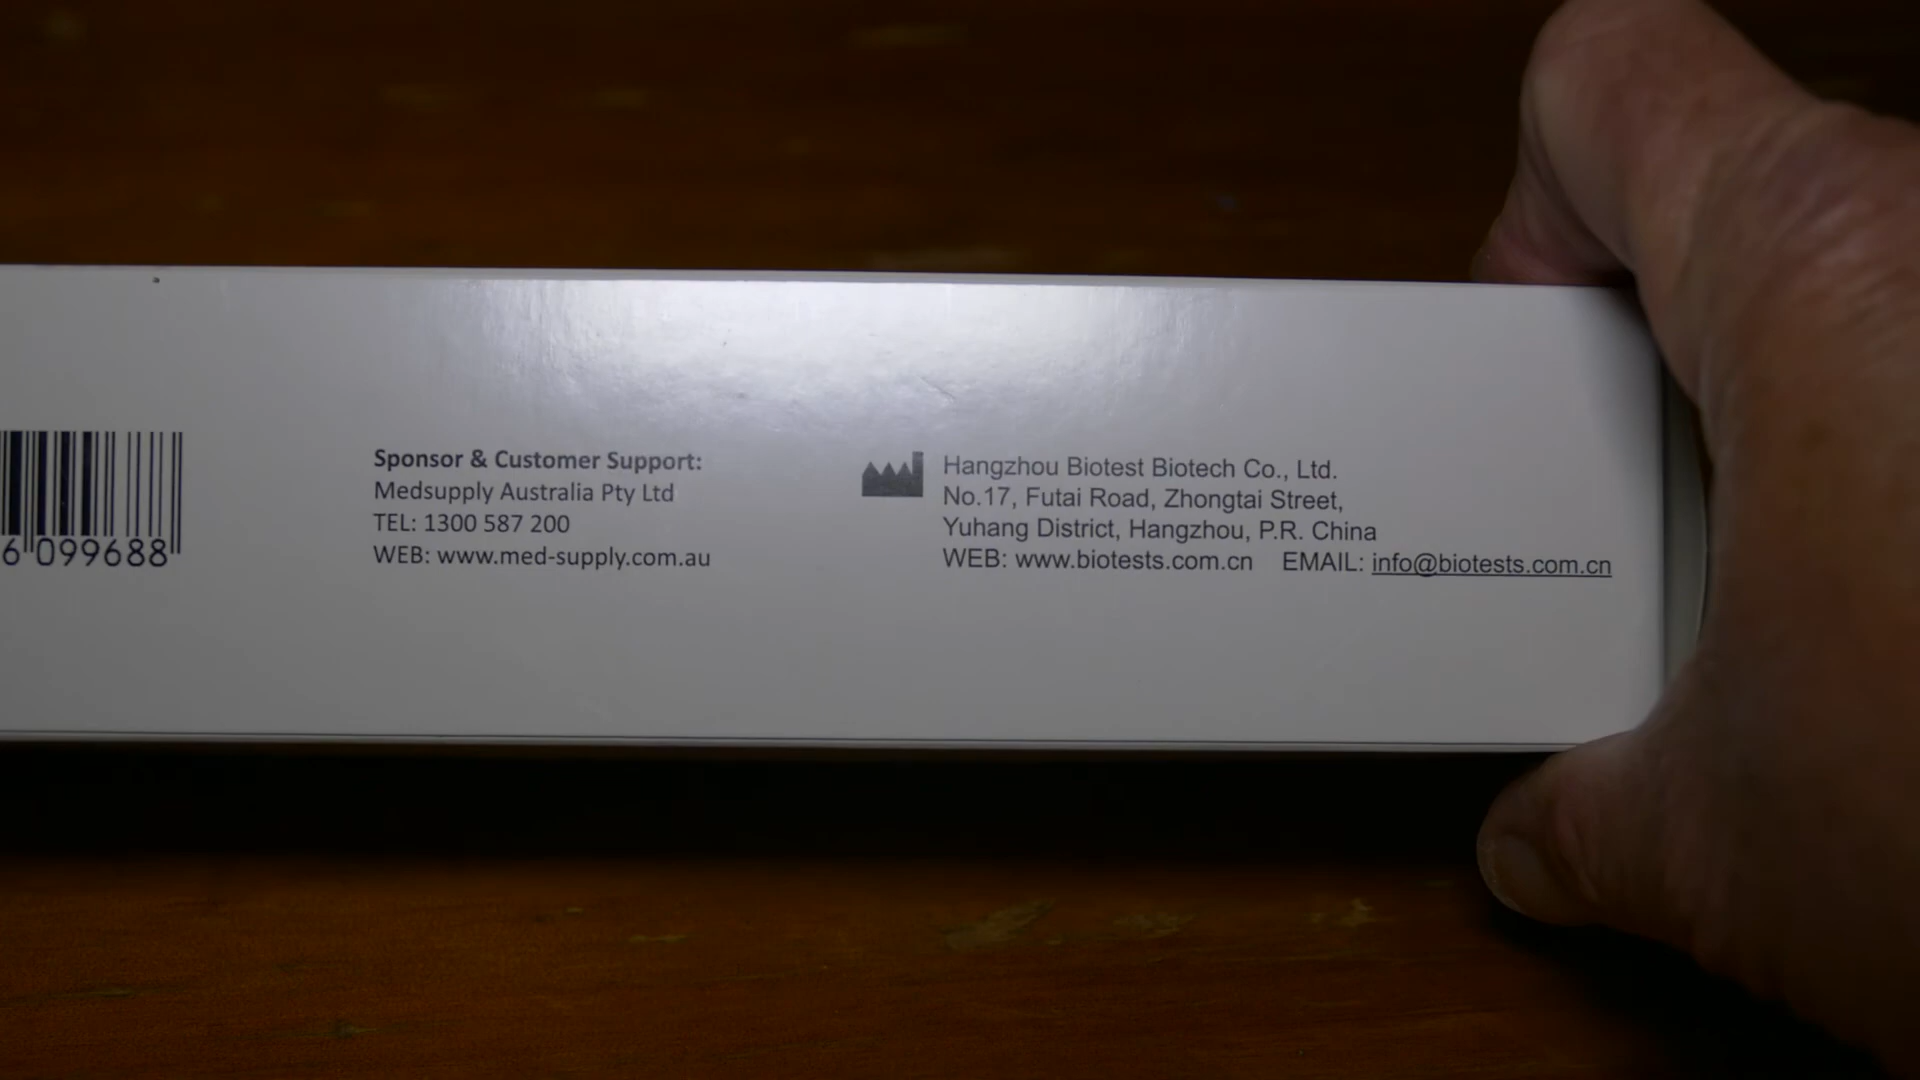 6 099688
Sponsor & Customer Support:
Medsupply Australia Pty Ltd
TEL: 1300 587 200
WEB: www.med-supply.com.au
Hangzhou Biotest Biotech Co., Ltd.
No.17, Futai Road, Zhongtai Street,
Yuhang District, Hangzhou, P.R. China
WEB: www.biotests.com.cn EMAIL: info@biotests.com.cn